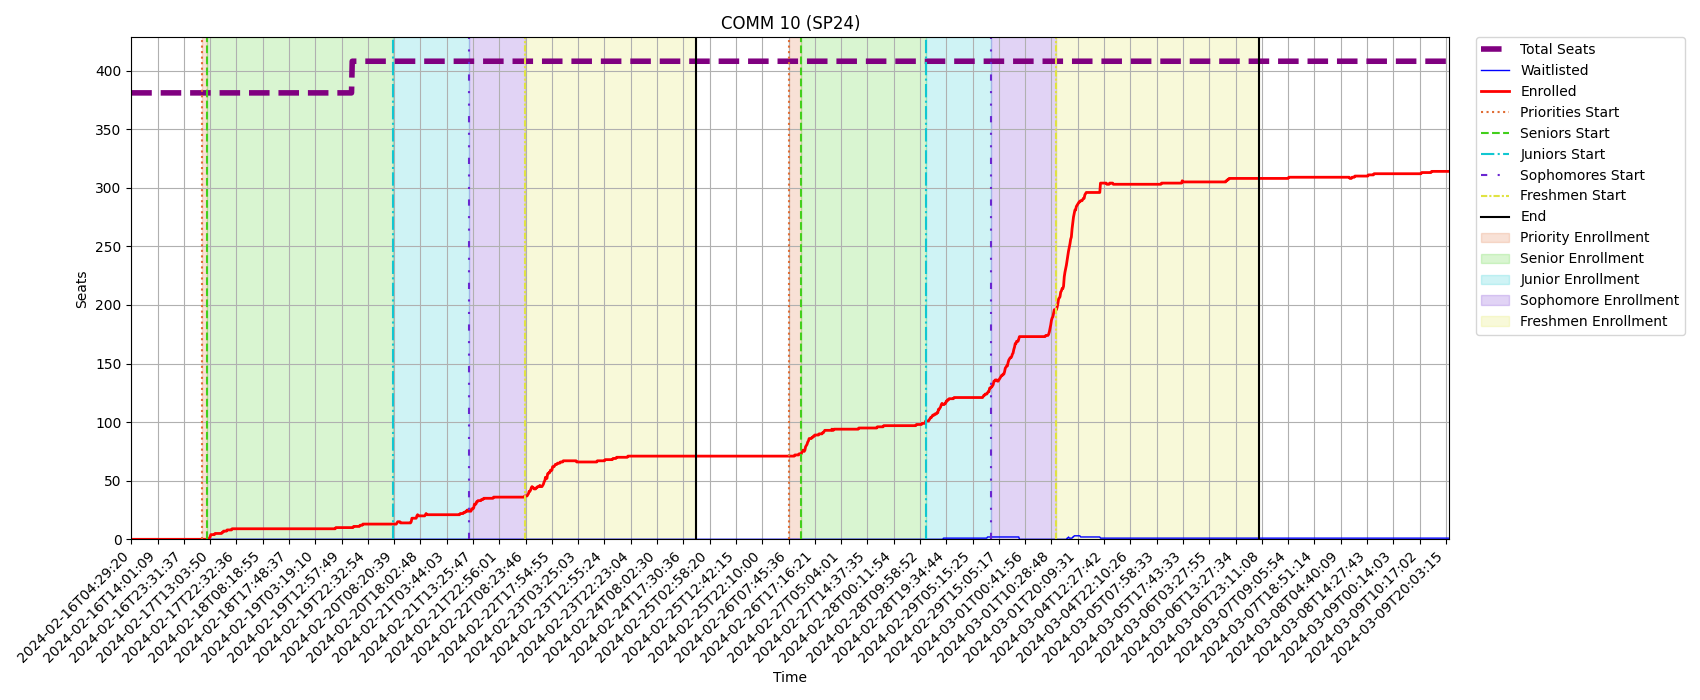 COMM 10 (SP24)
Seats
400
350
300
250
200
150
100
50
0
2024-02-16T04:29:20
2024-02-16T14:01:09
2024-02-16T23:31:37
2024-02-17T13:03:50
2024-02-17T22:32:36
2024-02-18T08:18:55
2024-02-18T17:48:37
2024-02-19T03:19:10
2024-02-19T12:57:49
2024-02-19T22:32:54
2024-02-20T08:20:39
2024-02-20T18:02:48
2024-02-21T03:44:03
2024-02-21T13:25:47
2024-02-21T22:56:01
2024-02-22T08:23:46
2024-02-22T17:54:55
2024-02-23T03:25:03
2024-02-23T12:55:24
2024-02-23T22:23:04
2024-02-24T08:02:30
2024-02-24T17:30:36
2024-02-25T02:58:20
2024-02-25T12:42:15
2024-02-25T22:10:00
2024-02-26T07:45:36
2024-02-26T17:16:21
2024-02-27T05:04:01
2024-02-27T14:37:35
2024-02-28T00:11:54
2024-02-28T09:58:52
2024-02-28T19:34:44
2024-02-29T05:15:25
2024-02-29T15:05:17
2024-03-01T00:41:56
2024-03-01T10:28:48
2024-03-01T20:09:31
2024-03-04T12:27:42
2024-03-04T22:10:26
2024-03-05T07:58:33
2024-03-05T17:43:33
2024-03-06T03:27:55
2024-03-06T13:27:34
2024-03-06T23:11:08
2024-03-07T09:05:54
2024-03-07T18:51:14
2024-03-08T04:40:09
2024-03-08T14:27:43
2024-03-09T00:14:03
2024-03-09T10:17:02
2024-03-09T20:03:15
Time
Total Seats
Waitlisted
Enrolled
Priorities Start
Seniors Start
Juniors Start
Sophomores Start
Freshmen Start
End
Priority Enrollment
Senior Enrollment
Junior Enrollment
Sophomore Enrollment
Freshmen Enrollment